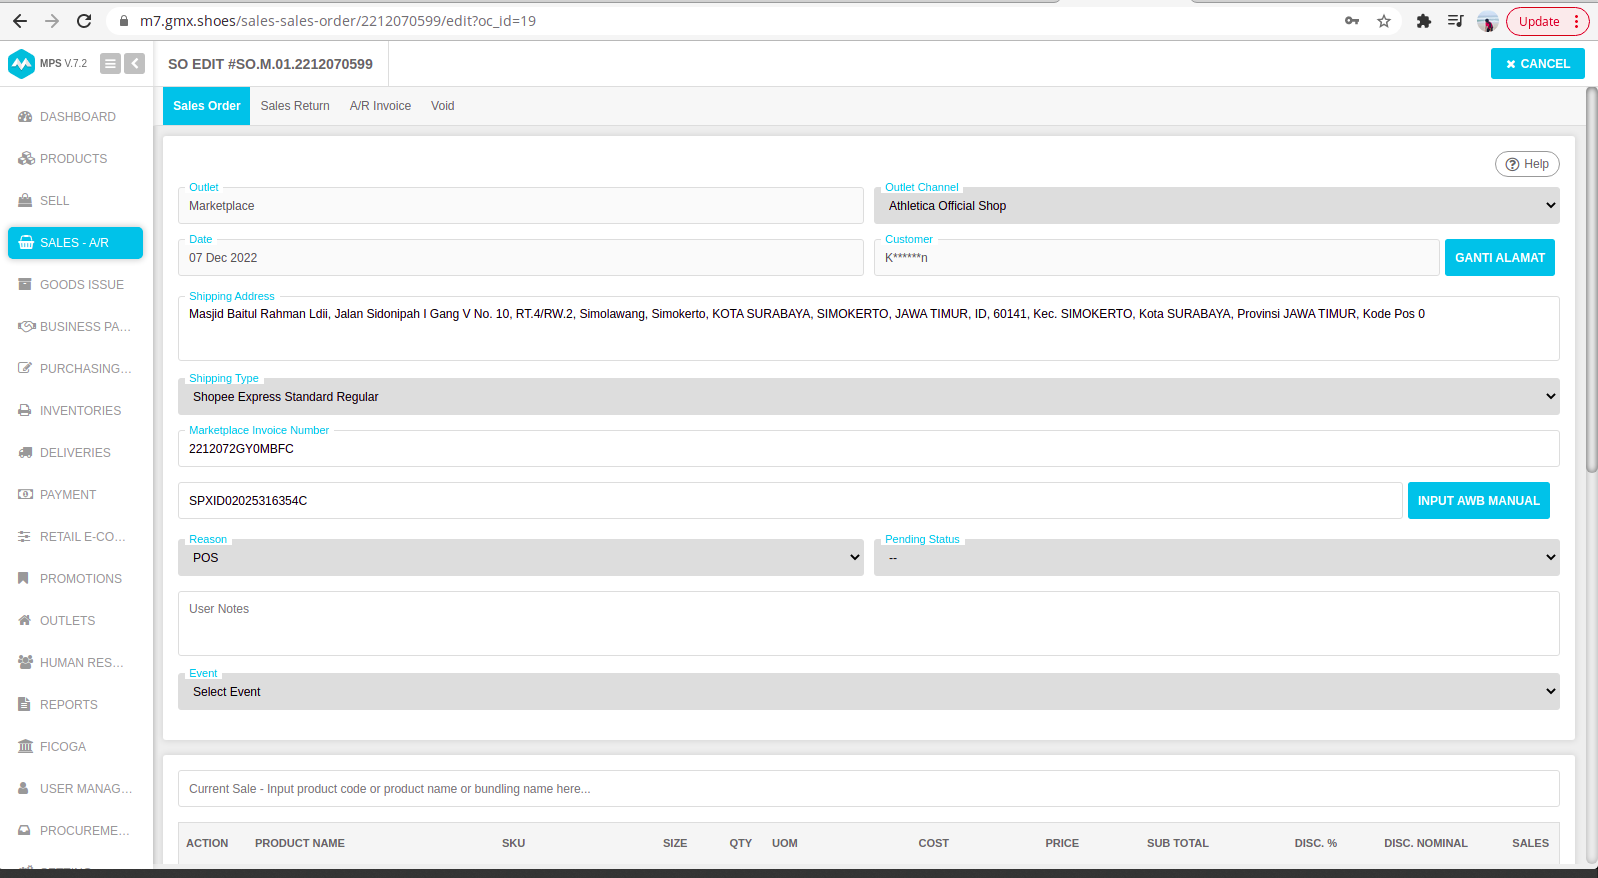 m7.gmx.shoes/sales-sales-order/2212070599/edit?oc_id=19
Update
MPS V.7.2
SO EDIT #SO.M.01.2212070599
CANCEL
DASHBOARD
PRODUCTS
SELL
SALES - A/R
GOODS ISSUE
BUSINESS PA...
PURCHASING...
INVENTORIES
DELIVERIES
PAYMENT
RETAIL E-CO...
PROMOTIONS
OUTLETS
HUMAN RES...
REPORTS
FICOGA
USER MANAG...
PROCUREME...
Sales Order Sales Return A/R Invoice Void
Help
Outlet
Marketplace
Outlet Channel
Athletica Official Shop
Date
07 Dec 2022
Customer
K******n
GANTI ALAMAT
Shipping Address
Masjid Baitul Rahman Ldii, Jalan Sidonipah I Gang V No. 10, RT.4/RW.2, Simolawang, Simokerto, KOTA SURABAYA, SIMOKERTO, JAWA TIMUR, ID, 60141, Kec. SIMOKERTO, Kota SURABAYA, Provinsi JAWA TIMUR, Kode Pos 0
Shipping Type
Shopee Express Standard Regular
Marketplace Invoice Number
2212072GY0MBFC
SPXID02025316354C
INPUT AWB MANUAL
Reason
POS
Pending Status
--
User Notes
Event
Select Event
Current Sale - Input product code or product name or bundling name here...
ACTION PRODUCT NAME SKU SIZE QTY UOM COST PRICE SUB TOTAL DISC. % DISC. NOMINAL SALES